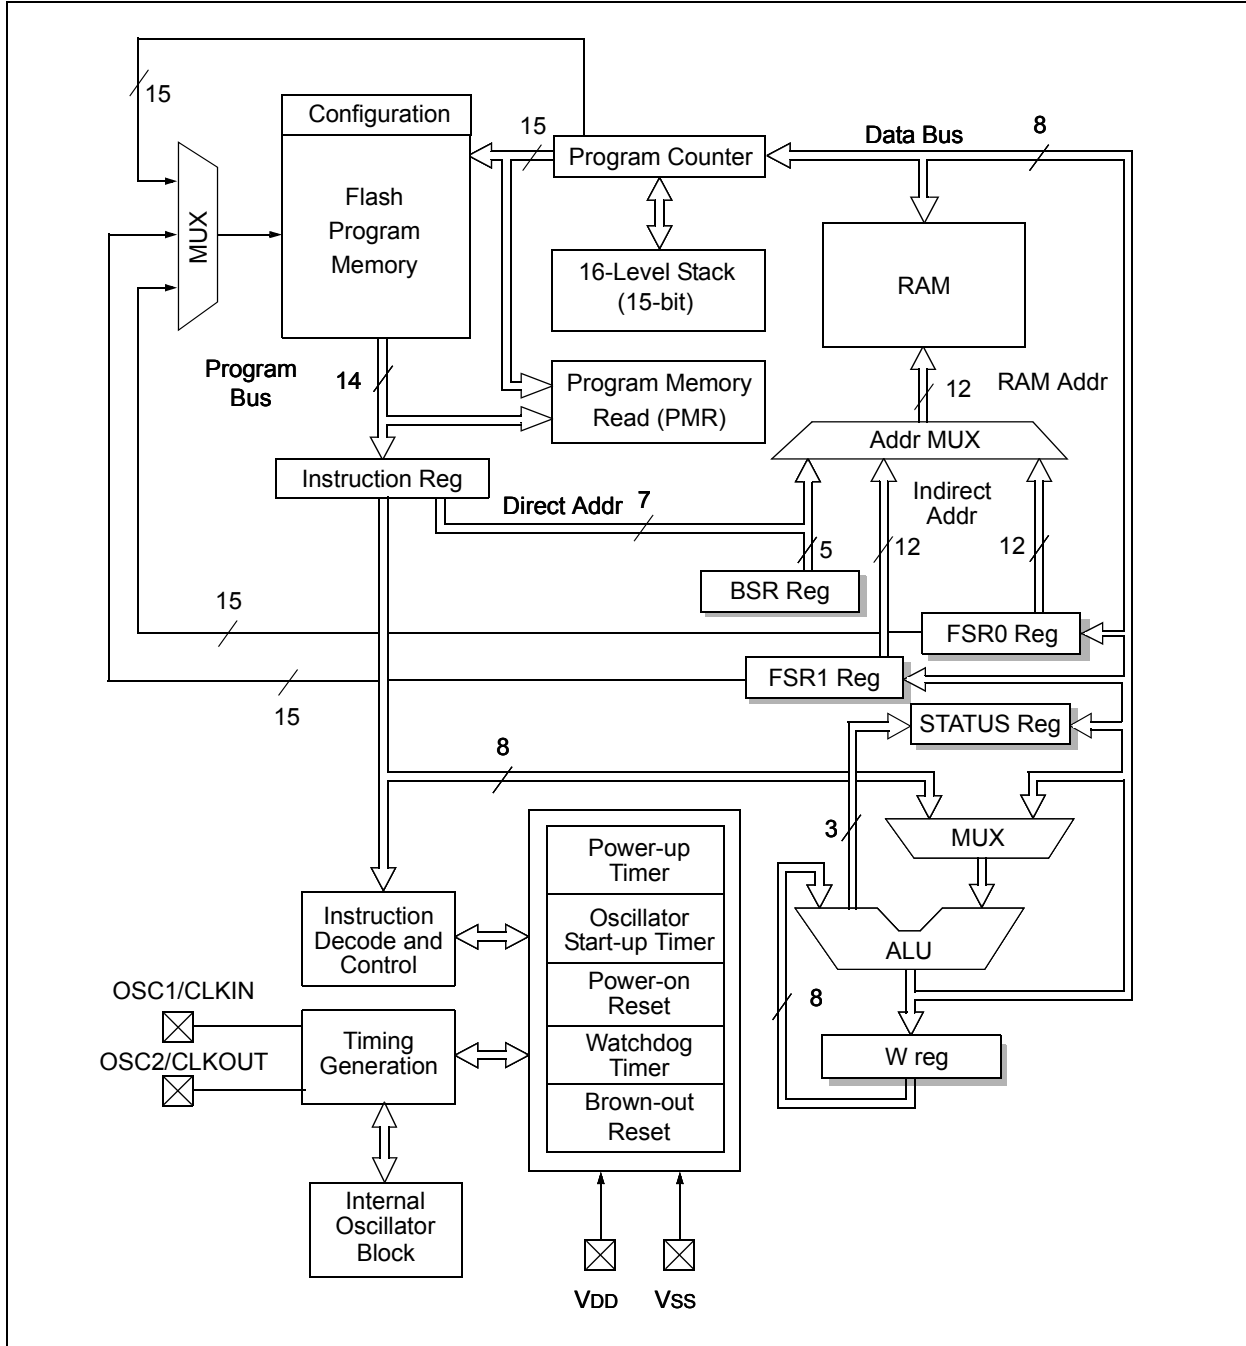 15
Configuration
15
Program Counter
Data Bus
8
Flash
Program
Memory
MUX
16-Level Stack
(15-bit)
RAM
Program
Bus
14
Program Memory
Read (PMR)
12
RAM Addr
Addr MUX
Instruction Reg
Direct Addr
7
Indirect
Addr
5
12
12
BSR Reg
15
FSR0 Reg
FSR1 Reg
15
STATUS Reg
8
3
MUX
Power-up
Timer
Oscillator
Start-up Timer
Power-on
Reset
Watchdog
Timer
Brown-out
Reset
Instruction
Decode and
Control
ALU
OSC1/CLKIN
8
Timing
Generation
OSC2/CLKOUT
W reg
Internal
Oscillator
Block
VDD
VSS